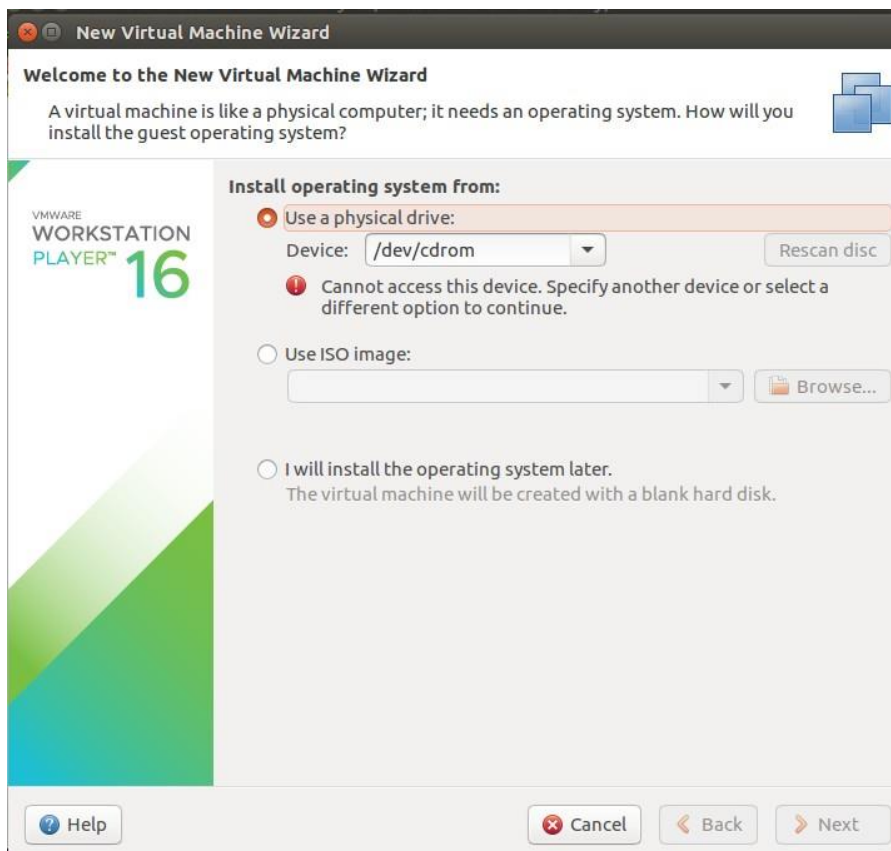 New Virtual Machine Wizard
Welcome to the New Virtual Machine Wizard
A virtual machine is like a physical computer; it needs an operating system. How will you
install the guest operating system?
VMWARE
WORKSTATION
PLAYER™ 16
Install operating system from:
Use a physical drive:
Device: /dev/cdrom Rescan disc
Cannot access this device. Specify another device or select a
different option to continue.
Use ISO image:
Browse...
I will install the operating system later.
The virtual machine will be created with a blank hard disk.
Help Cancel Back Next